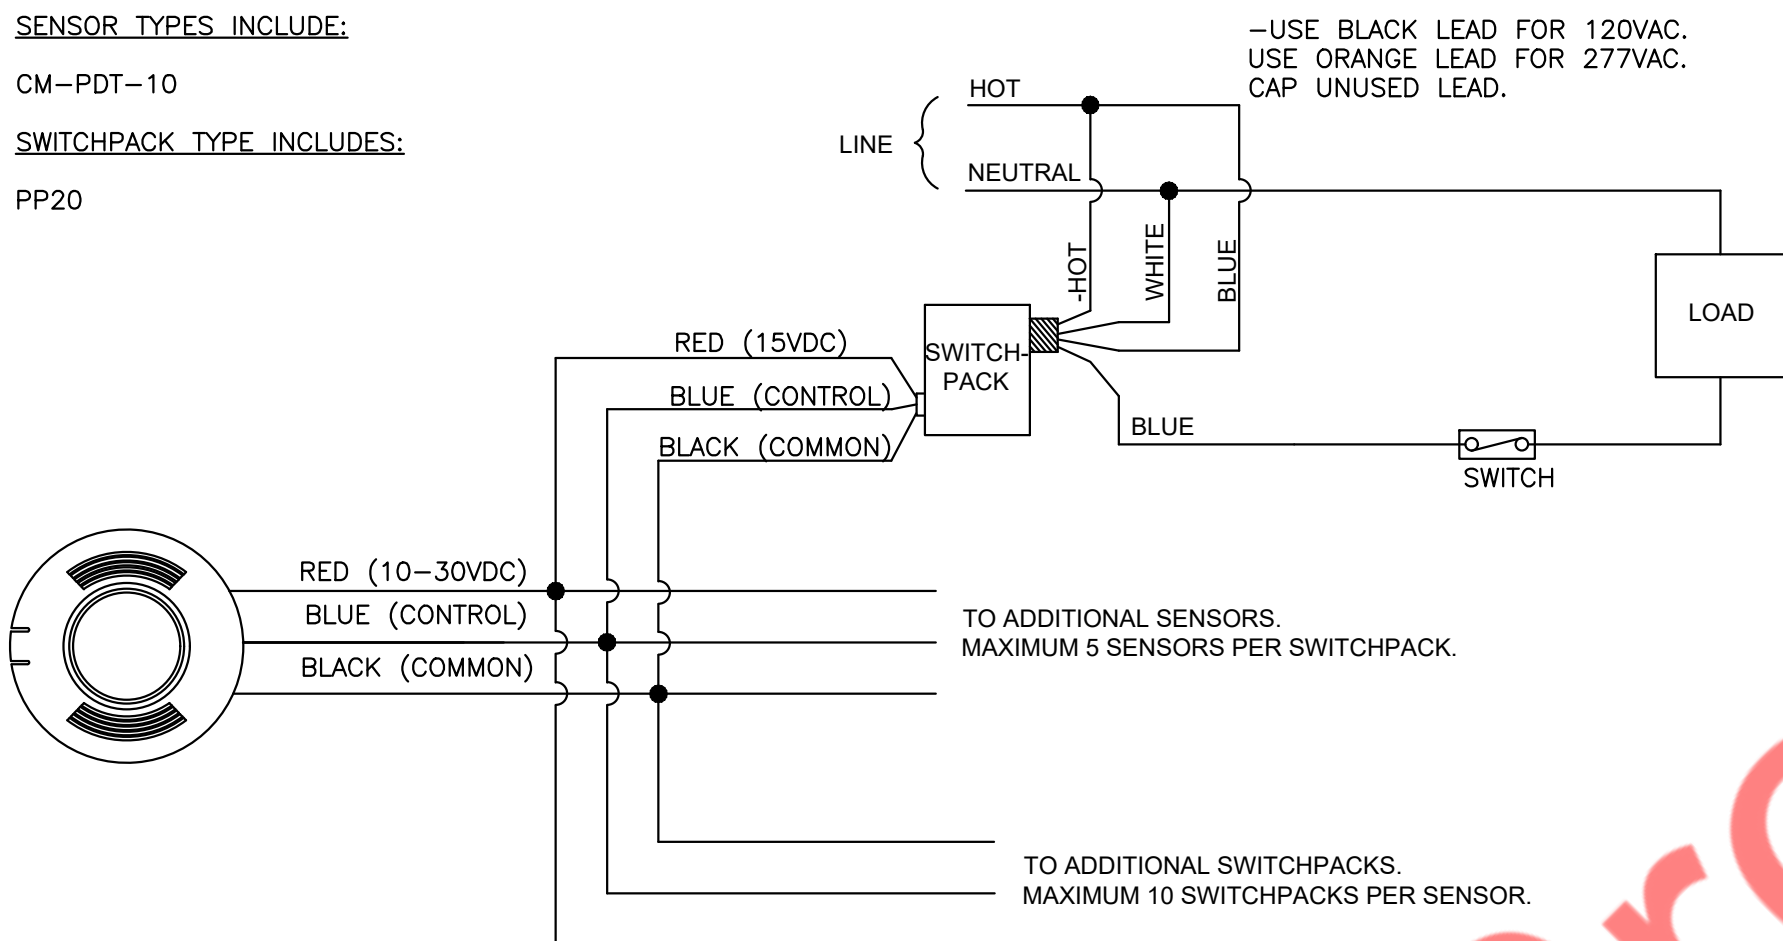 SENSOR TYPES INCLUDE:
CM-PDT-10
SWITCHPACK TYPE INCLUDES:
PP20
-USE BLACK LEAD FOR 120VAC.
USE ORANGE LEAD FOR 277VAC.
CAP UNUSED LEAD.
HOT
LINE
NEUTRAL
-HOT
WHITE
BLUE
LOAD
RED (15VDC)
SWITCH-
PACK
BLUE (CONTROL)
BLACK (COMMON)
BLUE
SWITCH
RED (10-30VDC)
BLUE (CONTROL)
BLACK (COMMON)
TO ADDITIONAL SENSORS.
MAXIMUM 5 SENSORS PER SWITCHPACK.
TO ADDITIONAL SWITCHPACKS.
MAXIMUM 10 SWITCHPACKS PER SENSOR.